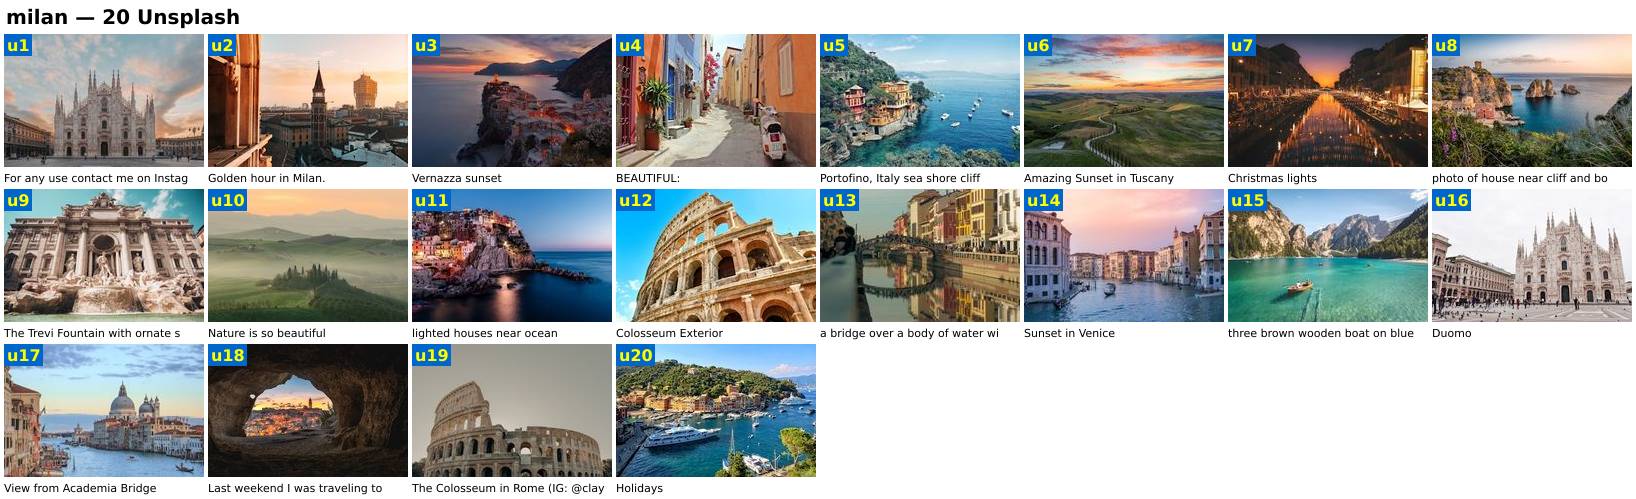 milan — 20 Unsplash
u1
u2
u3
u4
u5
u6
u7
u8
For any use contact me on Instag
Golden hour in Milan.
Vernazza sunset
BEAUTIFUL:
Portofino, Italy sea shore cliff
Amazing Sunset in Tuscany
Christmas lights
photo of house near cliff and bo
u9
u10
u11
u12
u13
u14
u15
u16
The Trevi Fountain with ornate s
Nature is so beautiful
lighted houses near ocean
Colosseum Exterior
a bridge over a body of water wi
Sunset in Venice
three brown wooden boat on blue
Duomo
u17
u18
u19
u20
View from Academia Bridge
Last weekend I was traveling to
The Colosseum in Rome (IG: @clay
Holidays